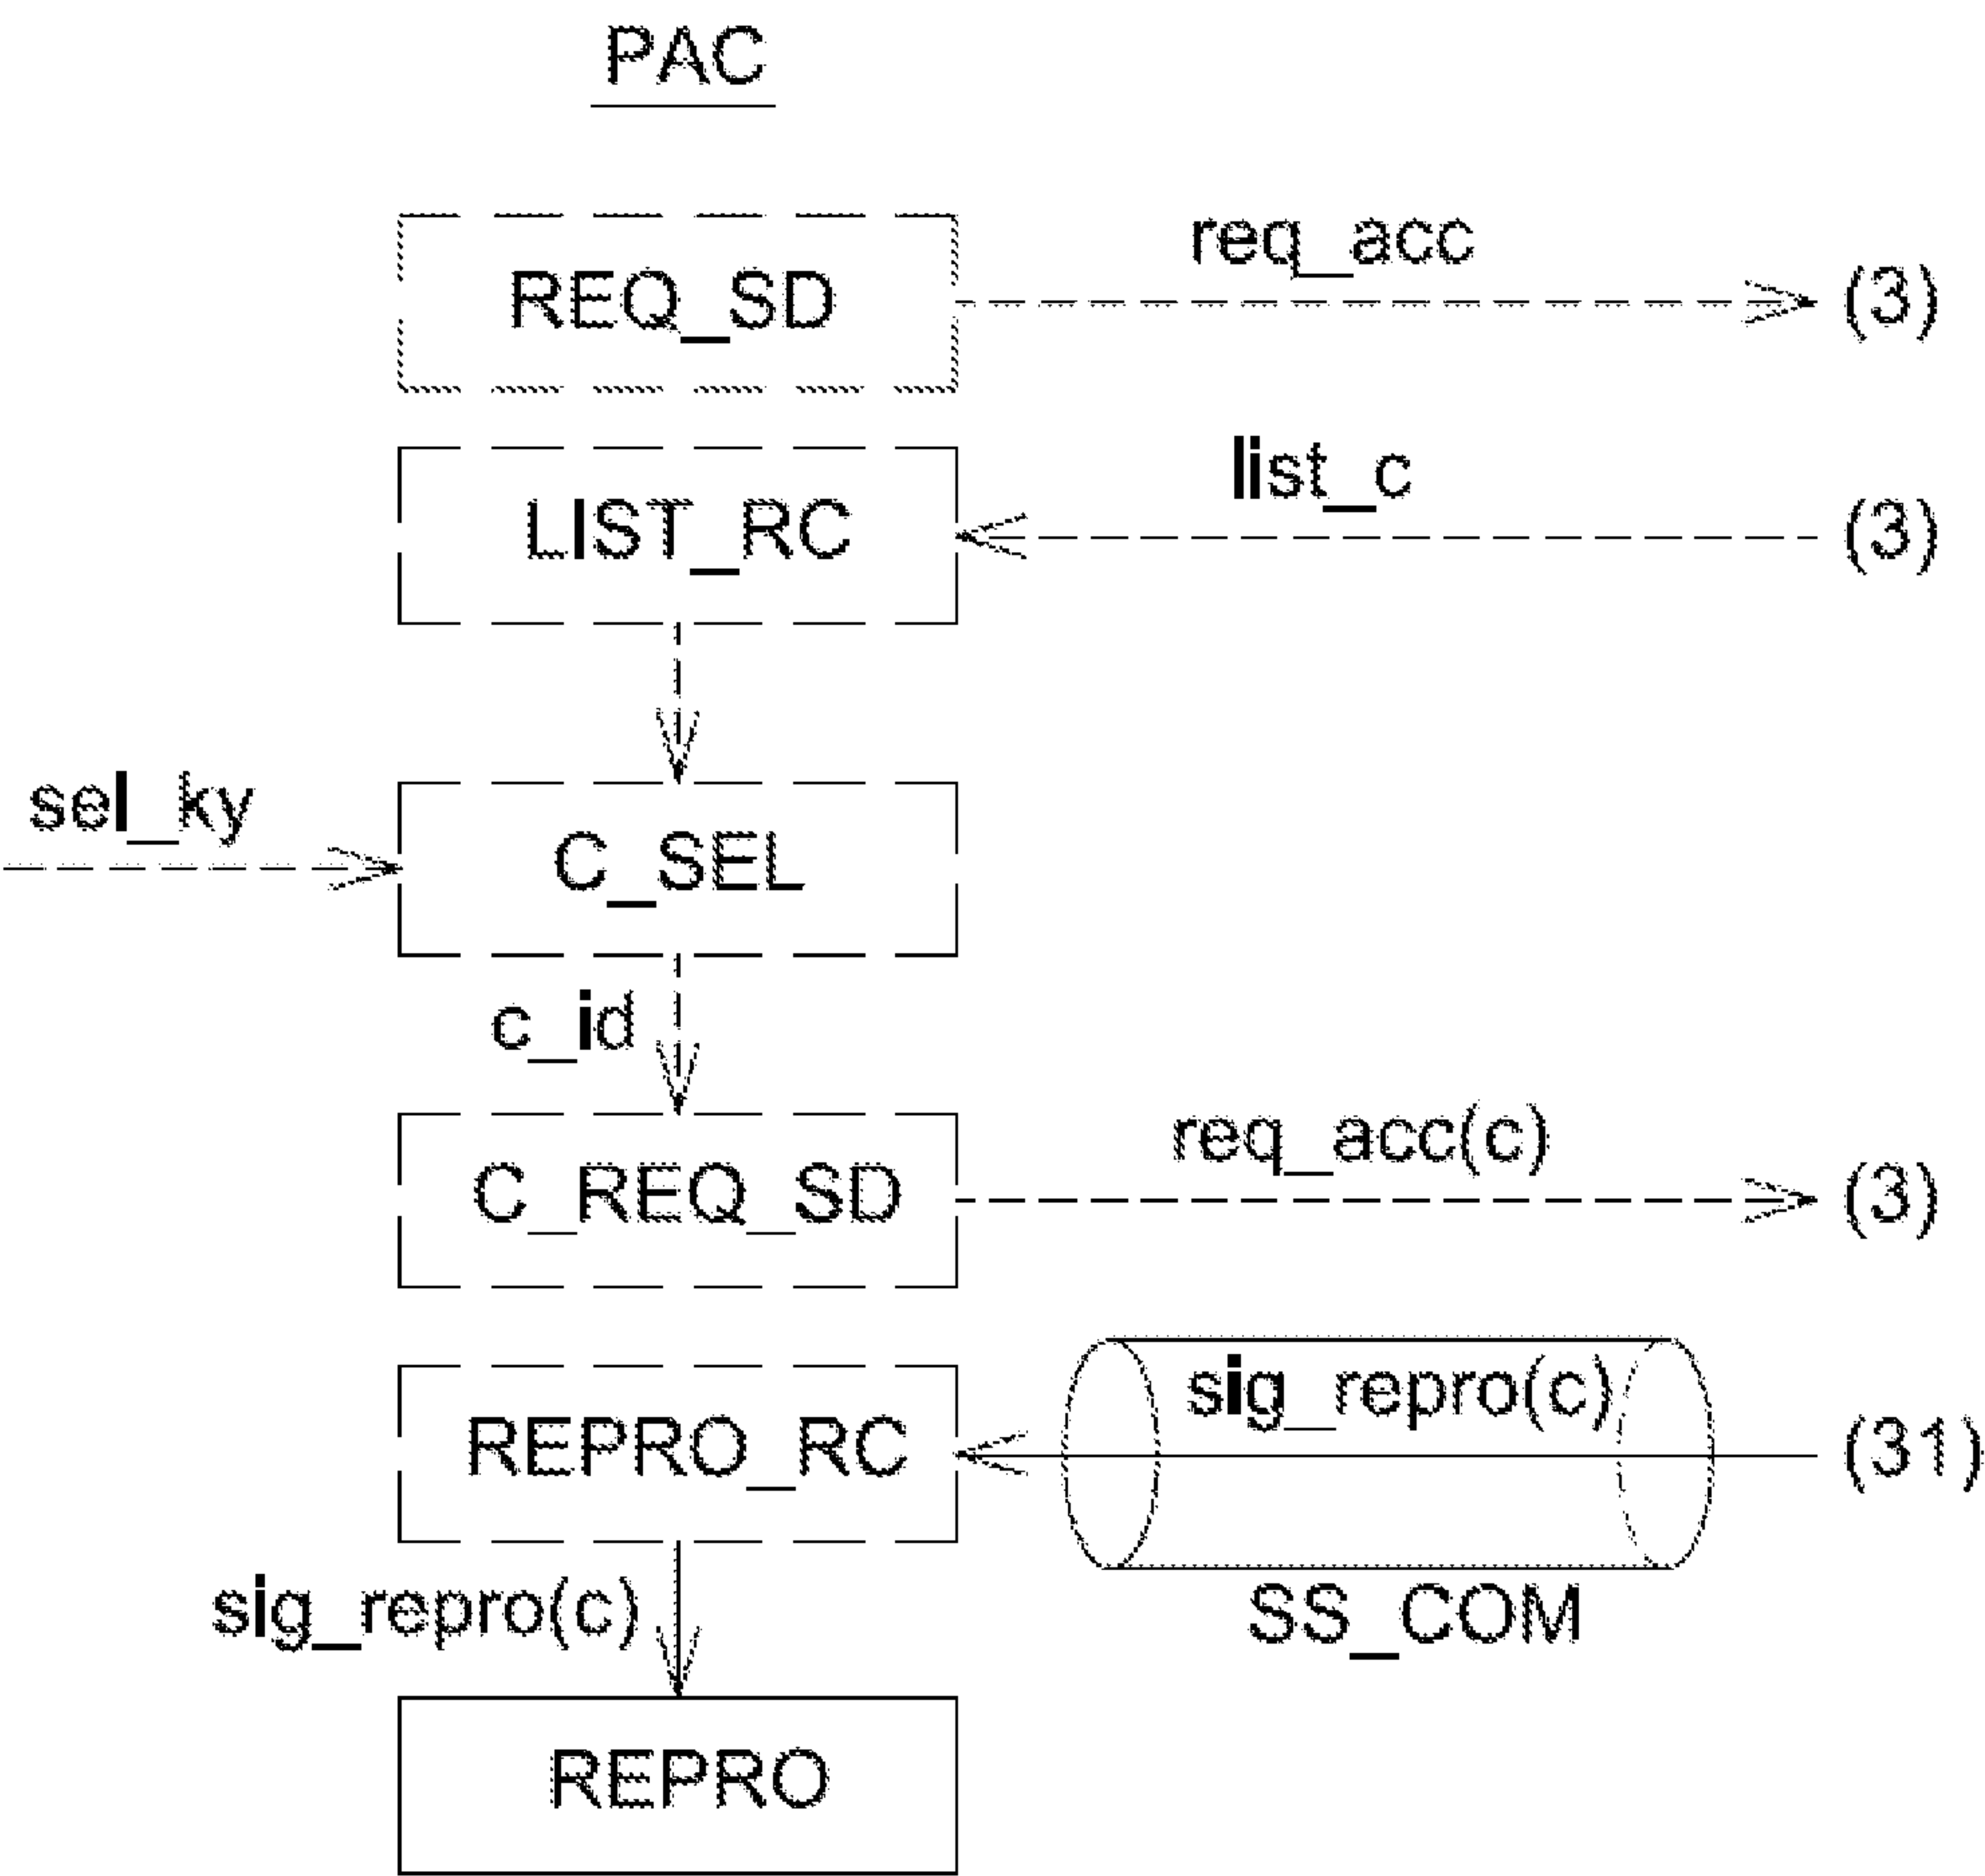 PAC
req_acc
REQ_SD
(3)
list_c
LIST_RC
(3)
sel_ky
C_SEL
c_id
req_acc(c)
C_REQ_SD
(3)
sig_repro(c)
REPRO_RC
(31)
sig_repro(c)
SS_COM
REPRO